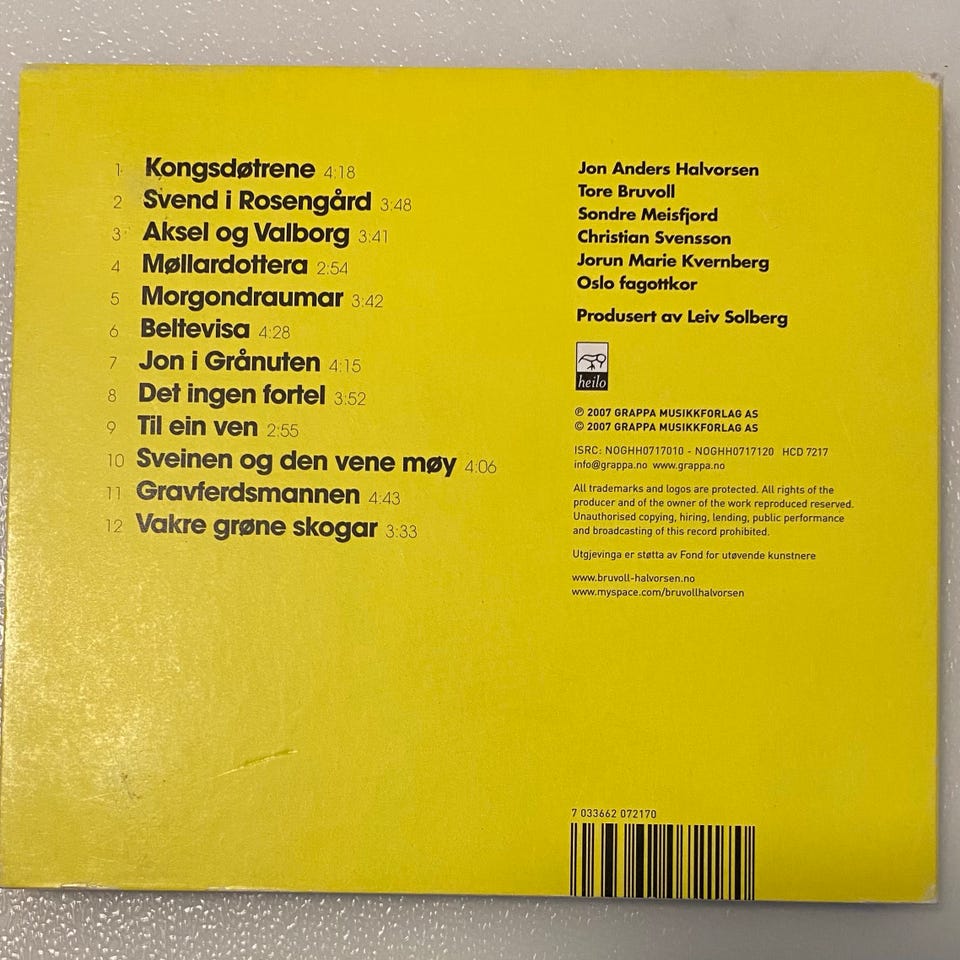 1 Kongsdøtrene 4:18
2 Svend i Rosengård 3:48
3 Aksel og Valborg 3:41
4 Møllardottera 2:54
5 Morgondraumar 3:42
6 Beltevisa 4:28
7 Jon i Grånuten 4:15
8 Det ingen fortel 3:52
9 Til ein ven 2:55
10 Sveinen og den vene møy 4:06
11 Gravferdsmannen 4:43
12 Vakre grøne skogar 3:33
Jon Anders Halvorsen
Tore Bruvoll
Sondre Meisfjord
Christian Svensson
Jorun Marie Kvernberg
Oslo fagottkor
Produsert av Leiv Solberg
heilo
℗ 2007 GRAPPA MUSIKKFORLAG AS
© 2007 GRAPPA MUSIKKFORLAG AS
ISRC: NOGHH0717010 - NOGHH0717120 HCD 7217
info@grappa.no www.grappa.no
All trademarks and logos are protected. All rights of the
producer and of the owner of the work reproduced reserved.
Unauthorised copying, hiring, lending, public performance
and broadcasting of this record prohibited.
Utgjevinga er støtta av Fond for utøvende kunstnere
www.bruvoll-halvorsen.no
www.myspace.com/bruvollhalvorsen
7 033662 072170